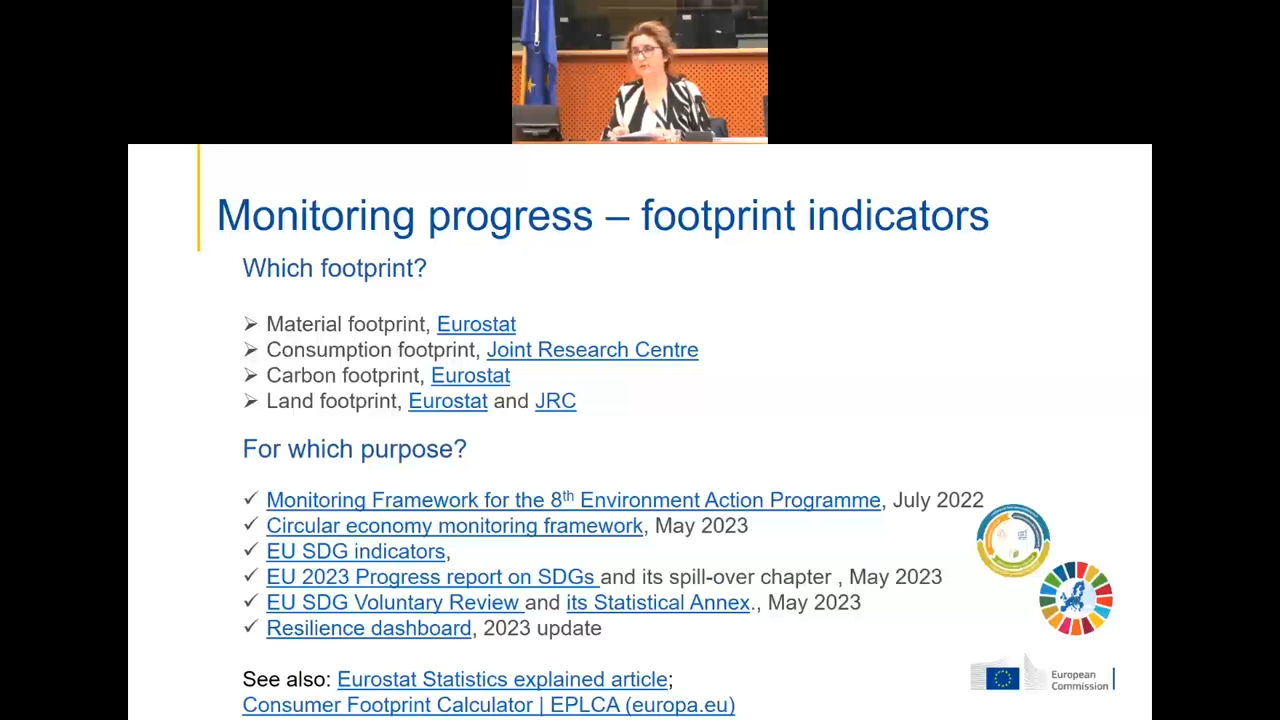 Monitoring progress – footprint indicators
Which footprint?
➢ Material footprint, Eurostat
➢ Consumption footprint, Joint Research Centre
➢ Carbon footprint, Eurostat
➢ Land footprint, Eurostat and JRC
For which purpose?
✓ Monitoring Framework for the 8th Environment Action Programme, July 2022
✓ Circular economy monitoring framework, May 2023
✓ EU SDG indicators,
✓ EU 2023 Progress report on SDGs and its spill-over chapter , May 2023
✓ EU SDG Voluntary Review and its Statistical Annex., May 2023
✓ Resilience dashboard, 2023 update
See also: Eurostat Statistics explained article;
Consumer Footprint Calculator | EPLCA (europa.eu)
European
Commission